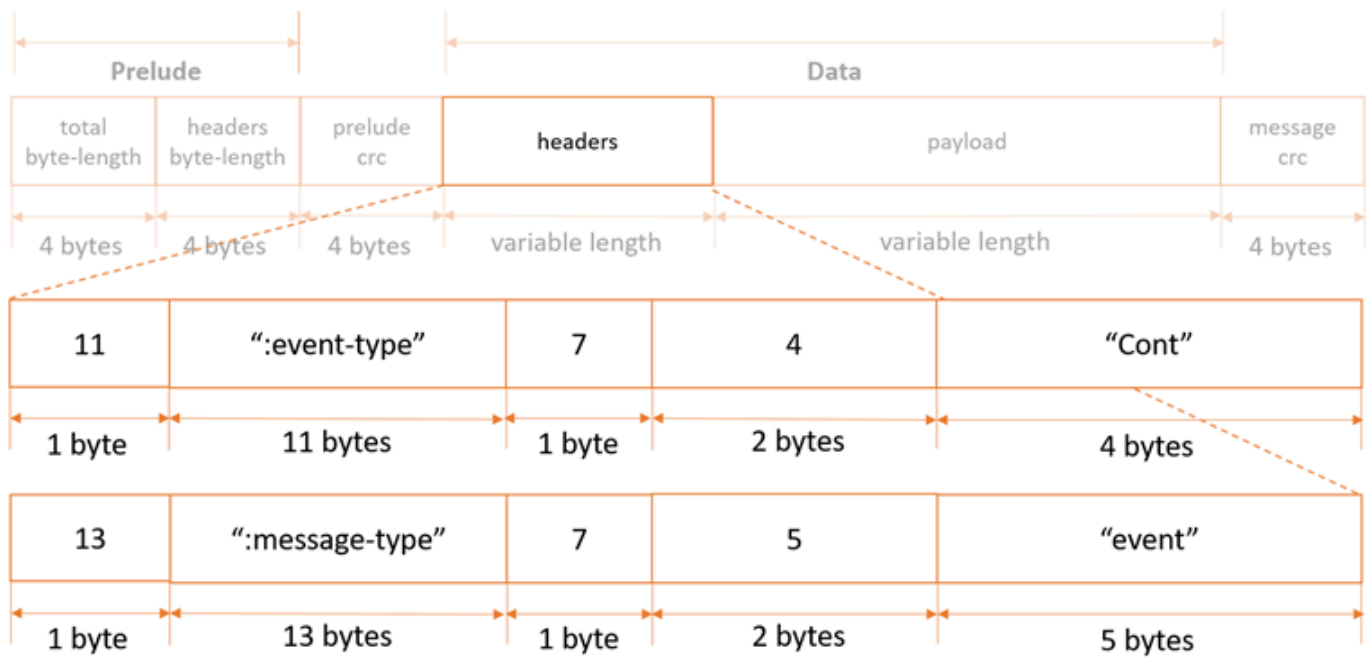 Prelude
Data
total
byte-length
headers
byte-length
prelude
crc
headers
payload
message
crc
4 bytes
4 bytes
4 bytes
variable length
variable length
4 bytes
11
“:event-type”
7
4
“Cont”
1 byte
11 bytes
1 byte
2 bytes
4 bytes
13
“:message-type”
7
5
“event”
1 byte
13 bytes
1 byte
2 bytes
5 bytes